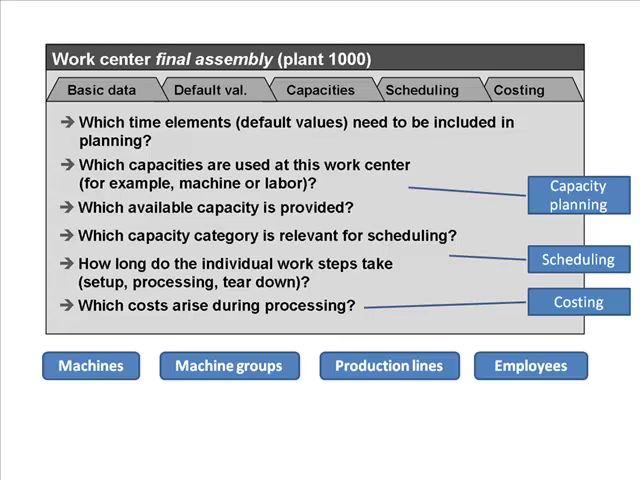 Work center final assembly (plant 1000)
Basic data Default val. Capacities Scheduling Costing
➔ Which time elements (default values) need to be included in
planning?
➔ Which capacities are used at this work center
(for example, machine or labor)?
➔ Which available capacity is provided?
➔ Which capacity category is relevant for scheduling?
➔ How long do the individual work steps take
(setup, processing, tear down)?
➔ Which costs arise during processing?
Capacity
planning
Scheduling
Costing
Machines Machine groups Production lines Employees